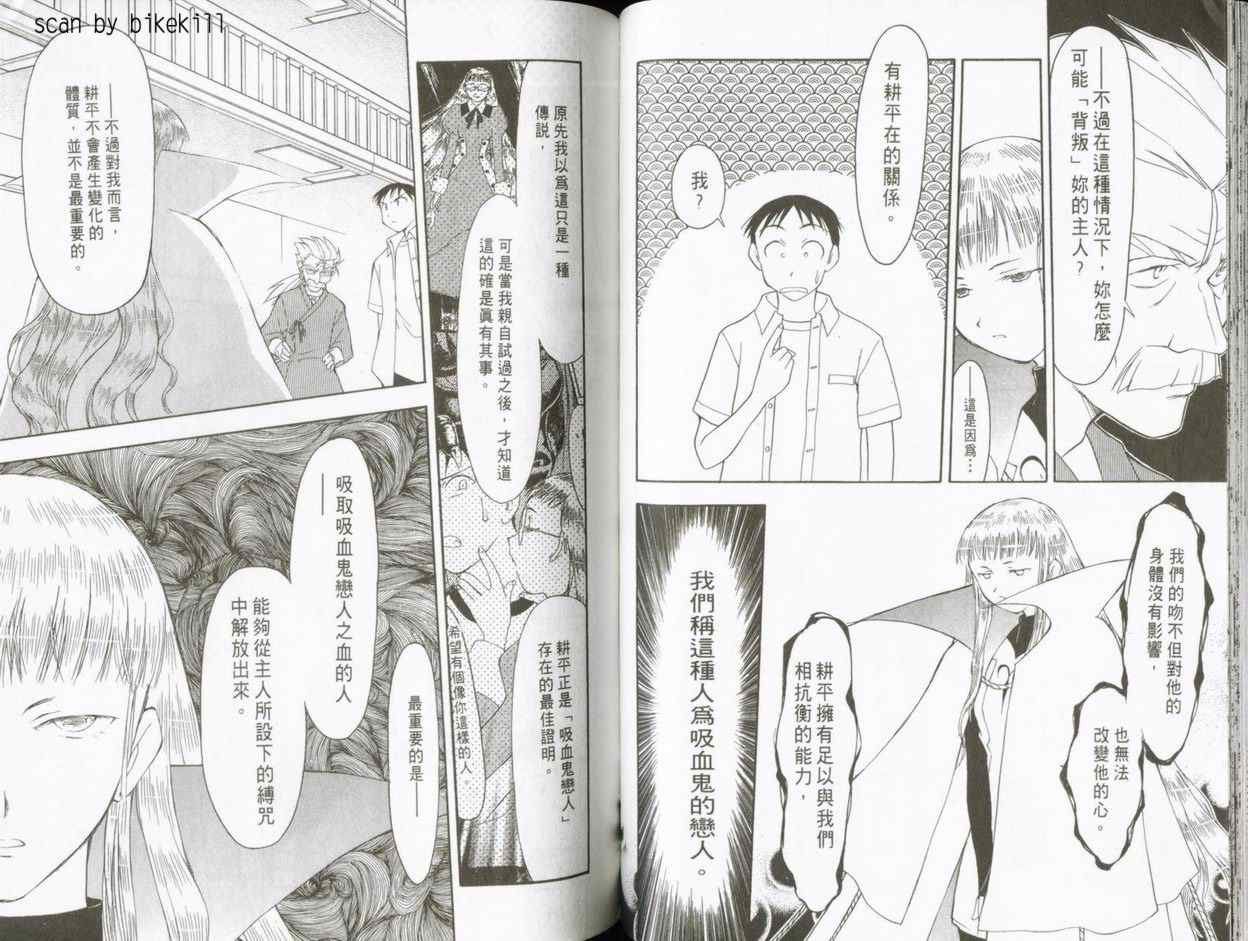 scan by bikekill
——不過在這種情況下，妳怎麼
可能「背叛」妳的主人？
——這是因為…
有耕平在的關係。
我？
我們的吻不但對他的
身體沒有影響，
也無法
改變他的心。
耕平擁有足以與我們
相抗衡的能力，
我們稱這種人為吸血鬼的戀人。
原先我以為這只是一種
傳說，
可是當我親自試過之後，才知道
這的確是真有其事。
耕平正是「吸血鬼戀人」
存在的最佳證明。
希望有個像你這樣的人。
——不過對我而言，
耕平不會產生變化的
體質，並不是最重要的。
最重要的是——
吸取吸血鬼戀人之血的人
——
能夠從主人所設下的縛咒
中解放出來。